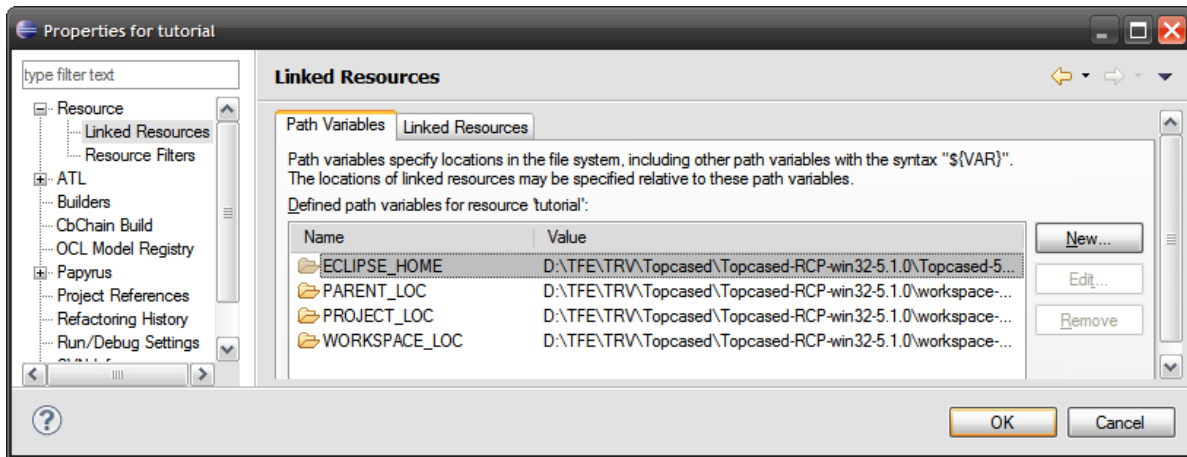 Properties for tutorial
type filter text
Resource
Linked Resources
Resource Filters
ATL
Builders
CbChain Build
OCL Model Registry
Papyrus
Project References
Refactoring History
Run/Debug Settings
Linked Resources
Path Variables Linked Resources
Path variables specify locations in the file system, including other path variables with the syntax "${VAR}".
The locations of linked resources may be specified relative to these path variables.
Defined path variables for resource 'tutorial':
Name Value
ECLIPSE_HOME D:\TFE\TRV\Topcased\Topcased-RCP-win32-5.1.0\Topcased-5...
PARENT_LOC D:\TFE\TRV\Topcased\Topcased-RCP-win32-5.1.0\workspace-...
PROJECT_LOC D:\TFE\TRV\Topcased\Topcased-RCP-win32-5.1.0\workspace-...
WORKSPACE_LOC D:\TFE\TRV\Topcased\Topcased-RCP-win32-5.1.0\workspace-...
New...
Edit...
Remove
OK Cancel